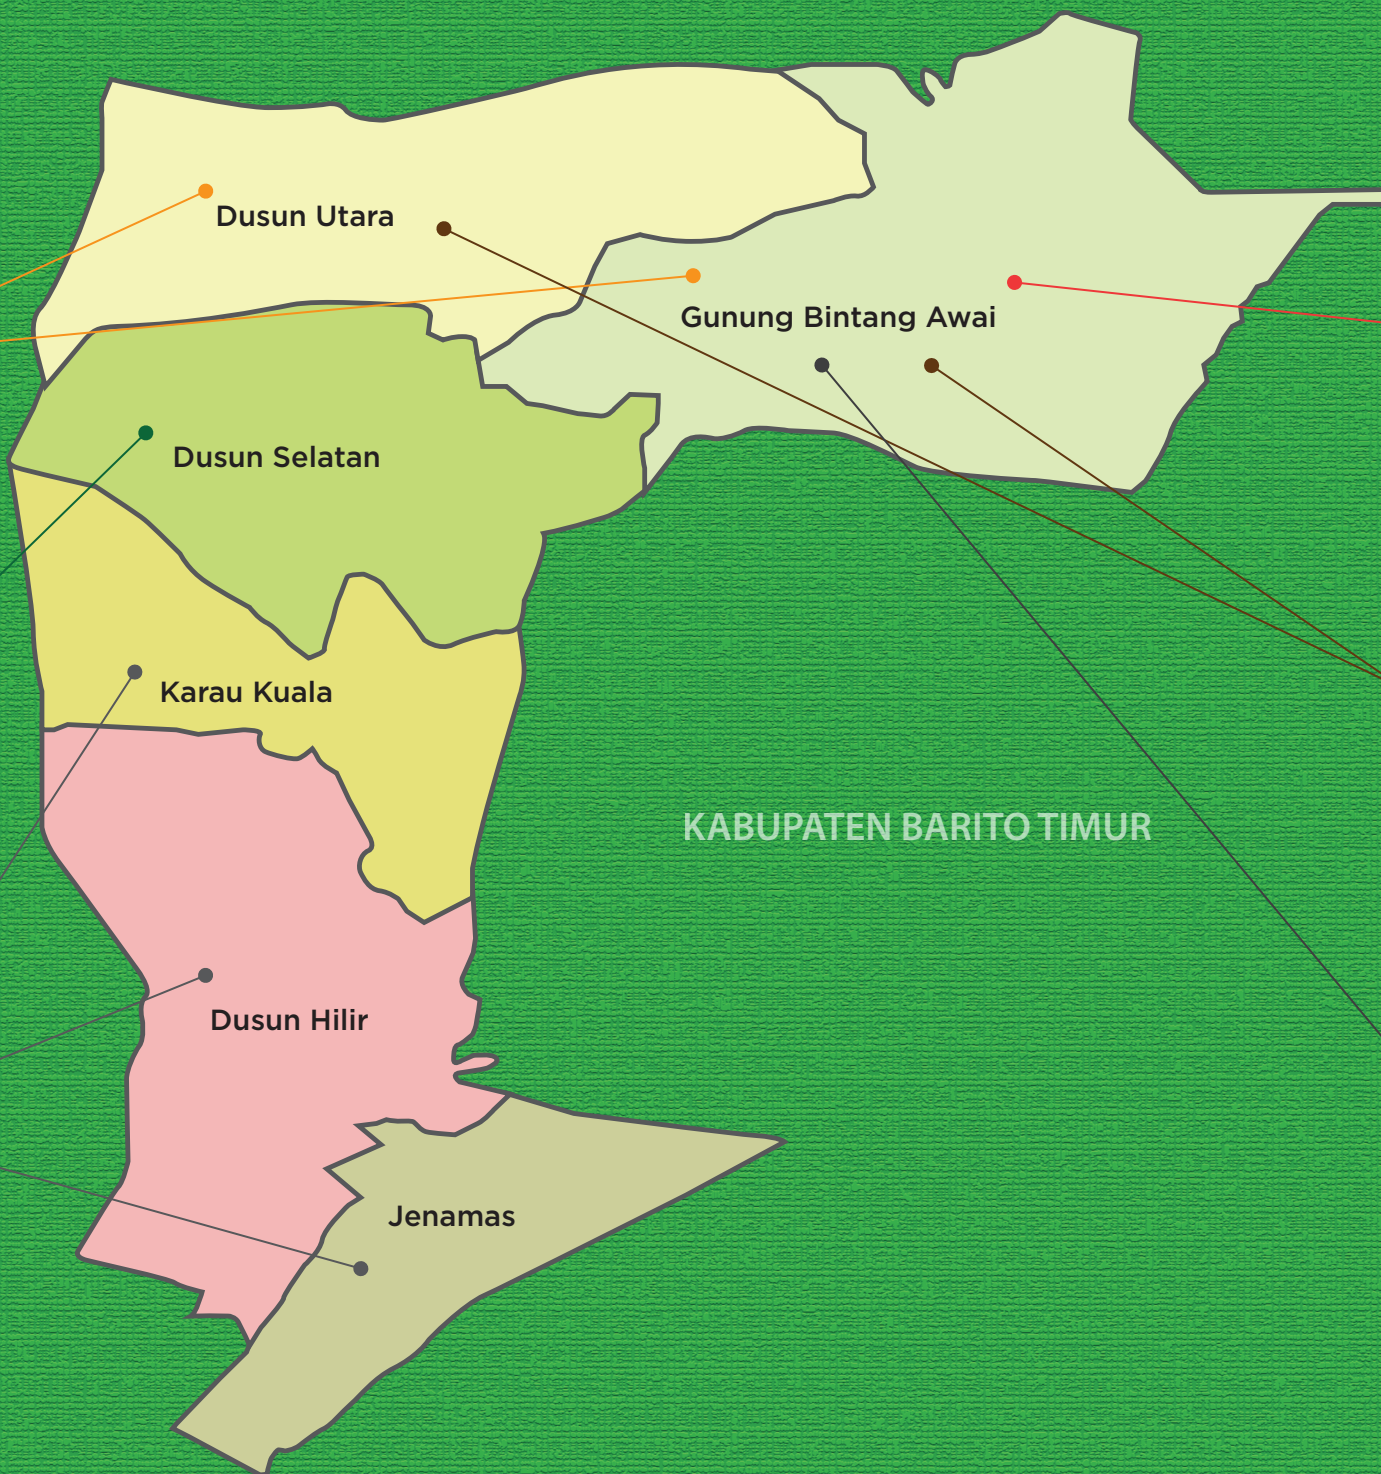 Dusun Utara
Gunung Bintang Awai
Dusun Selatan
Karau Kuala
KABUPATEN BARITO TIMUR
Dusun Hilir
Jenamas